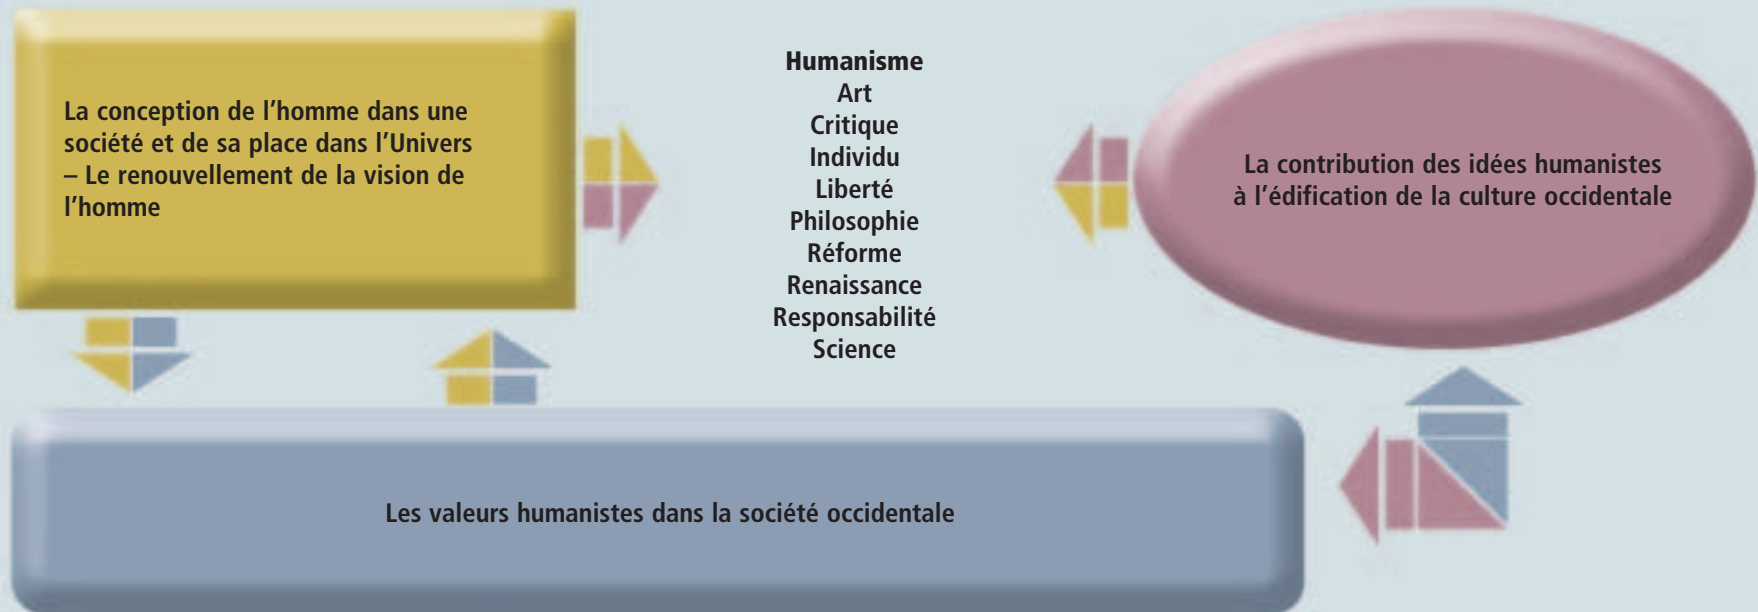 La conception de l’homme dans une
société et de sa place dans l’Univers
– Le renouvellement de la vision de
l’homme
Humanisme
Art
Critique
Individu
Liberté
Philosophie
Réforme
Renaissance
Responsabilité
Science
La contribution des idées humanistes
à l’édification de la culture occidentale
Les valeurs humanistes dans la société occidentale